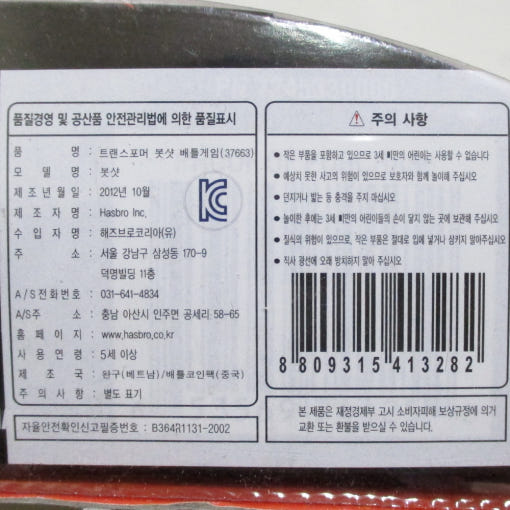 품질경영 및 공산품 안전관리법에 의한 품질표시
품 명 : 트랜스포머 봇샷 배틀게임(37663)
모 델 명 : 봇샷
제조년월일 : 2012년 10월
제 조 자 명 : Hasbro Inc.
수 입 자 명 : 해즈브로코리아(유)
주 소 : 서울 강남구 삼성동 170-9
덕명빌딩 11층
A/S전화번호 : 031-641-4834
A/S주소 : 충남 아산시 인주면 공세리 58-65
홈 페 이 지 : www.hasbro.co.kr
사 용 연 령 : 5세 이상
제 조 국 : 완구(베트남)/배틀코인팩(중국)
주 의 사 항 : 별도 표기
자율안전확인신고필증번호 : B364R1131-2002
⚠ 주의 사항
• 작은 부품을 포함하고 있으므로 3세 미만의 어린이는 사용할 수 없습니다
• 예상치 못한 사고의 위험이 있으므로 보호자와 함께 놀이해 주십시오
• 던지거나 밟는 등 충격을 주지 마십시오
• 놀이한 후에는 3세 미만의 어린이들의 손이 닿지 않는 곳에 보관해 주십시오
• 질식의 위험이 있으므로, 작은 부품은 절대로 입에 넣거나 삼키지 말아주십시오
• 직사 광선에 오래 방치하지 말아 주십시오
8 809315 413282
본 제품은 재정경제부 고시 소비자피해 보상규정에 의거
교환 또는 환불을 받으실 수 있습니다.